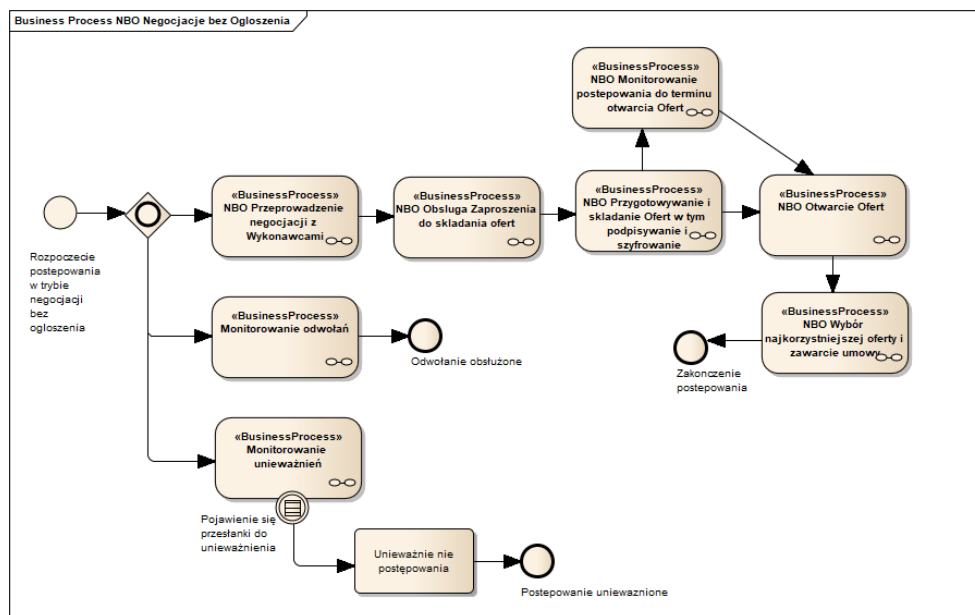 Business Process NBO Negocjacje bez Ogloszenia
«BusinessProcess»
NBO Monitorowanie
postepowania do terminu
otwarcia Ofert
«BusinessProcess»
NBO Przeprowadzenie
negocjacji z
Wykonawcami
«BusinessProcess»
NBO Obsluga Zaproszenia
do skladania ofert
«BusinessProcess»
NBO Przygotowywanie i
skladanie Ofert w tym
podpisywanie i
szyfrowanie
«BusinessProcess»
NBO Otwarcie Ofert
Rozpoczecie
postepowania
w trybie
negocjacji
bez
ogloszenia
«BusinessProcess»
Monitorowanie odwołań
Odwołanie obsłużone
«BusinessProcess»
NBO Wybór
najkorzystniejszej oferty i
zawarcie umowy
Zakonczenie
postepowania
«BusinessProcess»
Monitorowanie
unieważnień
Pojawienie się
przesłanki do
unieważnienia
Unieważnie nie
postępowania
Postepowanie uniewaznione